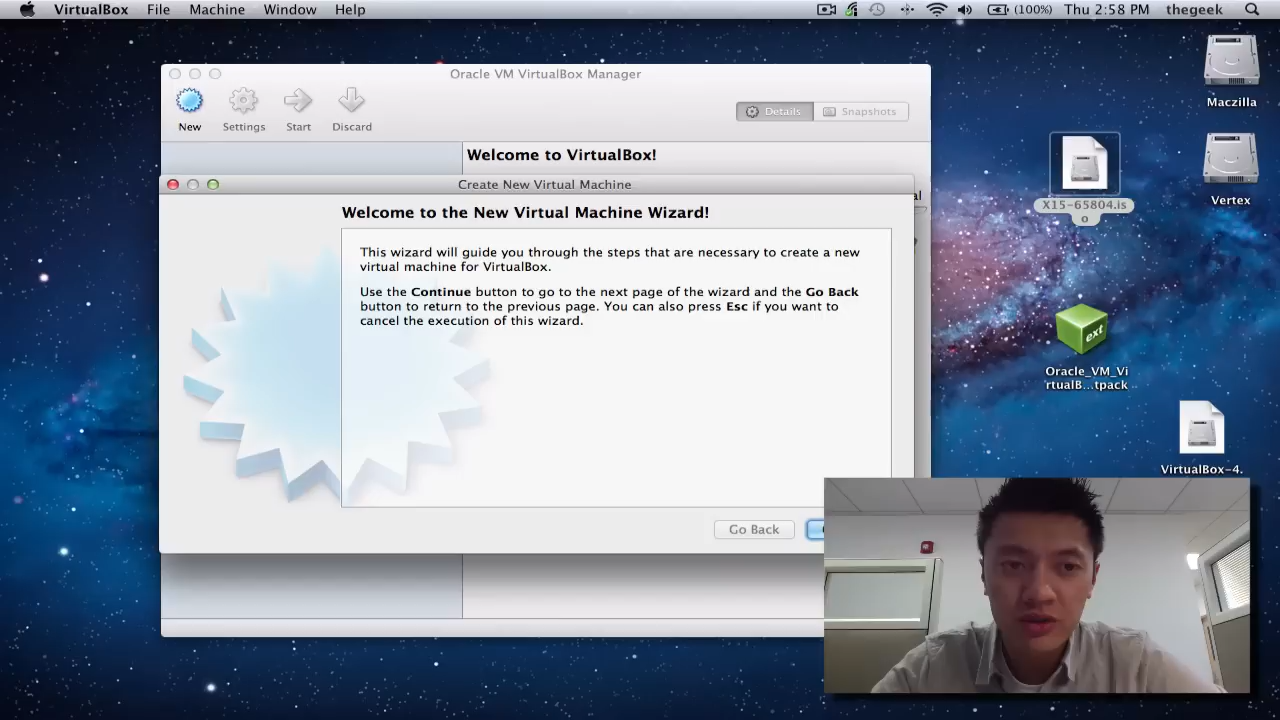 VirtualBox File Machine Window Help (100%) Thu 2:58 PM thegeek
Oracle VM VirtualBox Manager
New Settings Start Discard
Details Snapshots
Welcome to VirtualBox!
Create New Virtual Machine
Welcome to the New Virtual Machine Wizard!
This wizard will guide you through the steps that are necessary to create a new
virtual machine for VirtualBox.
Use the Continue button to go to the next page of the wizard and the Go Back
button to return to the previous page. You can also press Esc if you want to
cancel the execution of this wizard.
Go Back
Maczilla
X15-65804.is
o
Vertex
ext
Oracle_VM_Vi
rtualB...tpack
VirtualBox-4.